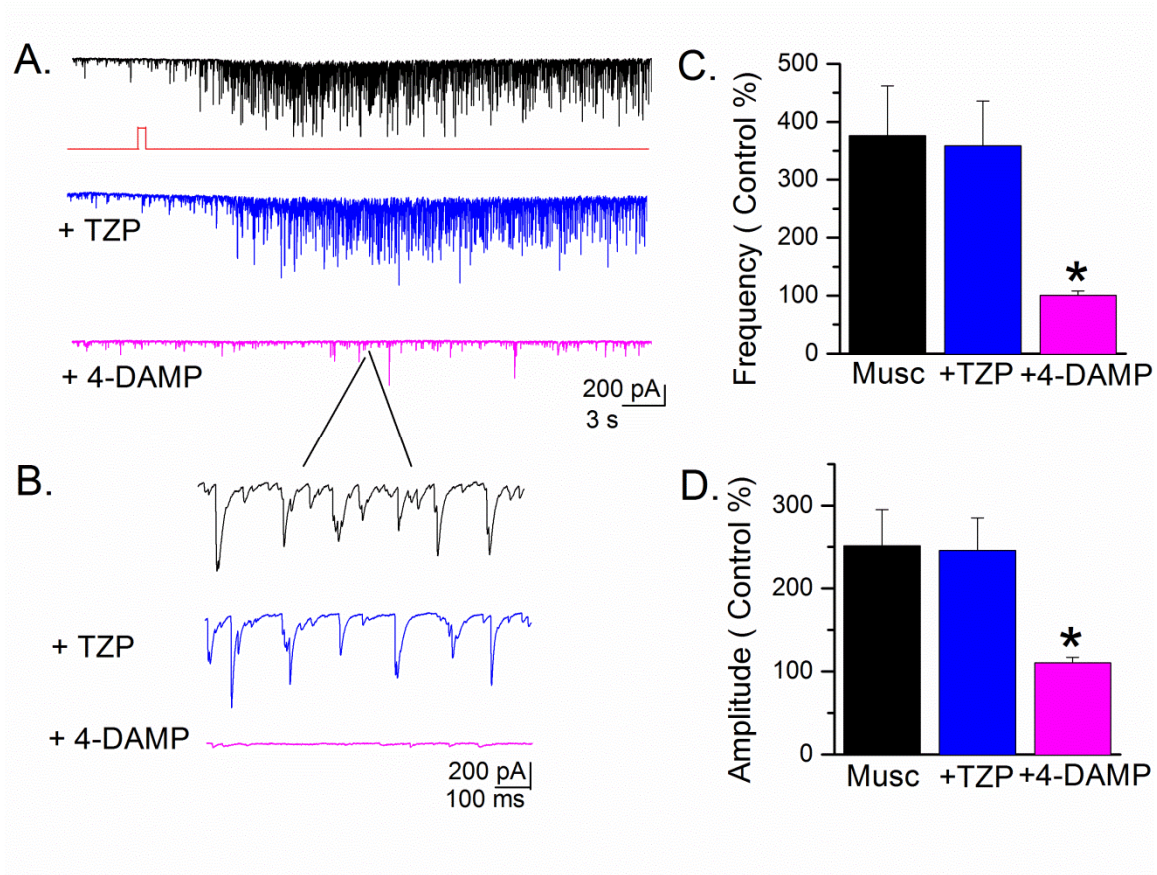 A.
+ TZP
+ 4-DAMP
200 pA
3 s
B.
+ TZP
+ 4-DAMP
200 pA
100 ms
C.
Frequency ( Control %)
500
400
300
200
100
0
Musc +TZP +4-DAMP
*
D.
Amplitude ( Control %)
300
200
100
0
Musc +TZP +4-DAMP
*